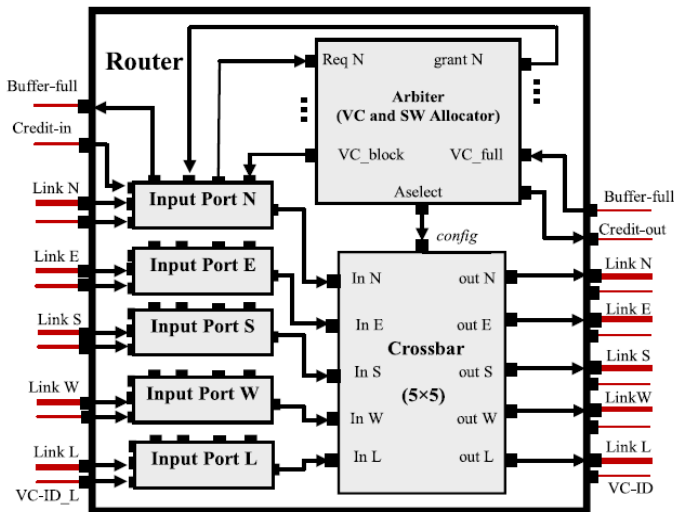 Router
Buffer-full
Credit-in
Link N
Link E
Link S
Link W
Link L
VC-ID_L
Req N
grant N
Arbiter
(VC and SW Allocator)
VC_block
VC_full
Aselect
config
Input Port N
Input Port E
Input Port S
Input Port W
Input Port L
In N
out N
In E
out E
Crossbar
In S
out S
(5×5)
In W
out W
In L
out L
Buffer-full
Credit-out
Link N
Link E
Link S
LinkW
Link L
VC-ID